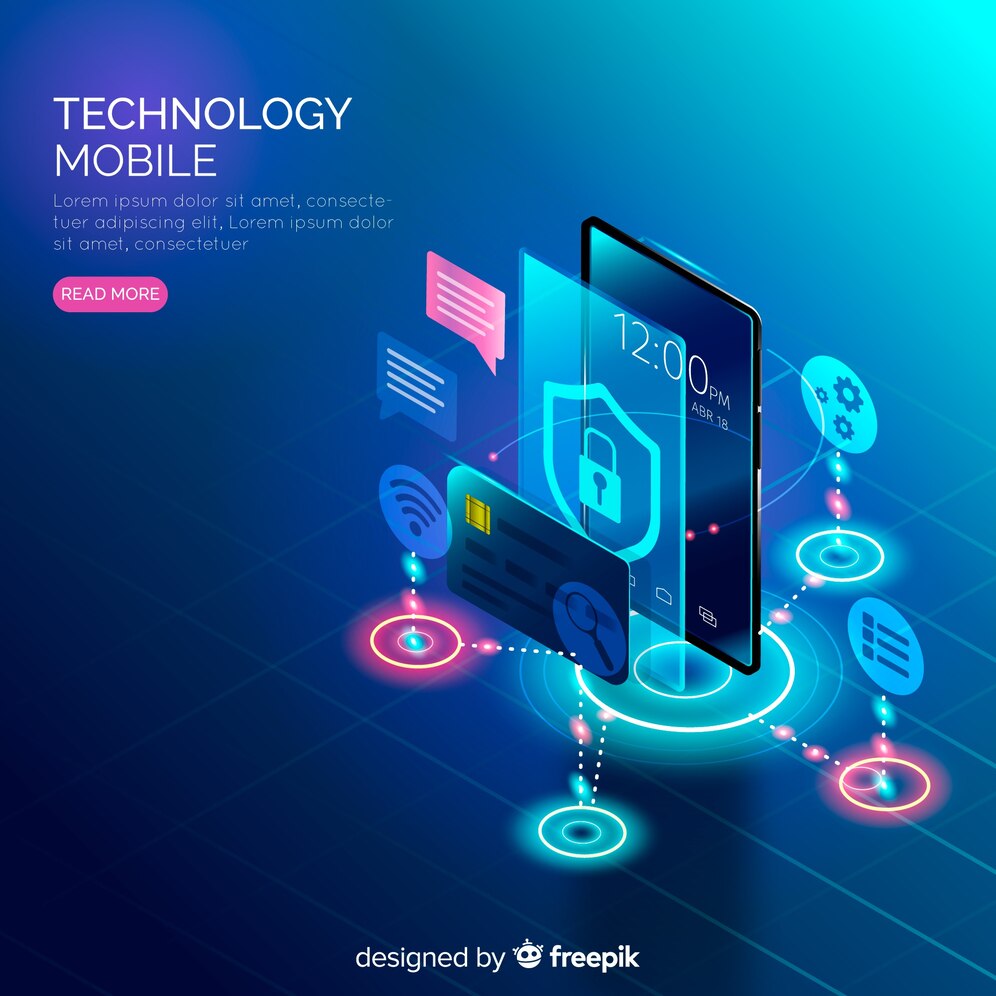 TECHNOLOGY
MOBILE
Lorem ipsum dolor sit amet, consecte-
tuer adipiscing elit, Lorem ipsum dolor
sit amet, consectetuer
READ MORE
12:00 PM
ABR 18
designed by freepik